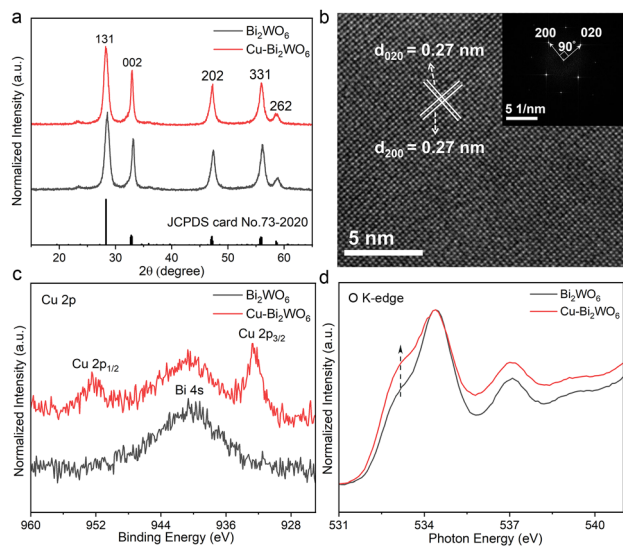 a
Bi₂WO₆
Cu-Bi₂WO₆
131
002
202
331
262
JCPDS card No.73-2020
Normalized Intensity (a.u.)
20 30 40 50 60
2θ (degree)
b
d₀₂₀ = 0.27 nm
d₂₀₀ = 0.27 nm
5 nm
200
020
90°
5 1/nm
c
Cu 2p
Bi₂WO₆
Cu-Bi₂WO₆
Cu 2p₁/₂
Cu 2p₃/₂
Bi 4s
Normalized Intensity (a.u.)
960 952 944 936 928
Binding Energy (eV)
d
O K-edge
Bi₂WO₆
Cu-Bi₂WO₆
Normalized Intensity (a.u.)
531 534 537 540
Photon Energy (eV)